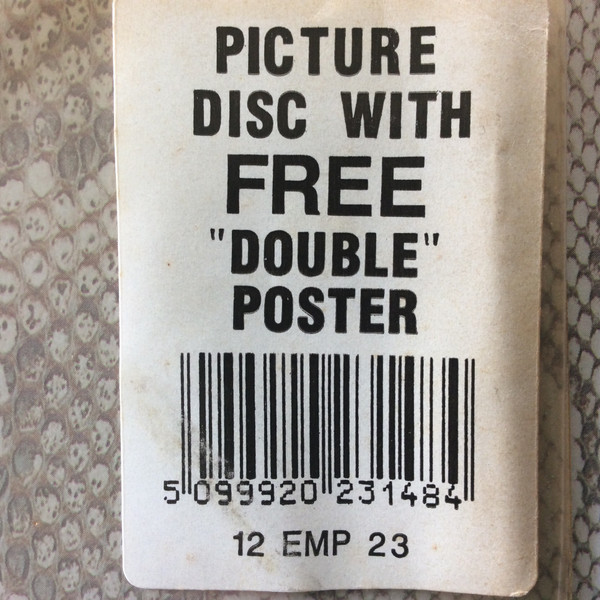 PICTURE
DISC WITH
FREE
"DOUBLE"
POSTER
5 099920 231484
12 EMP 23